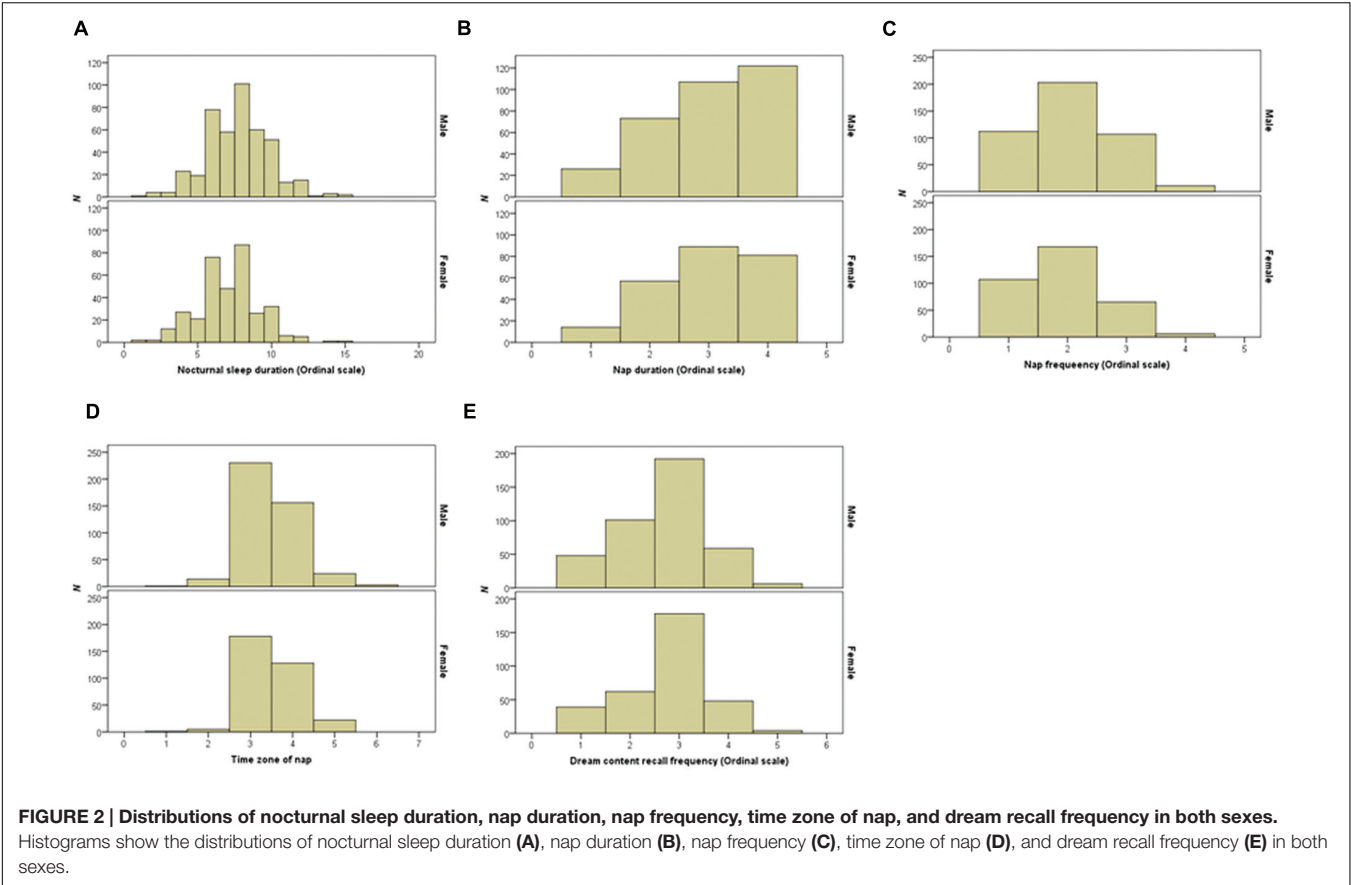 A
B
C
120
100
80
60
40
20
0
Male
N
120
100
80
60
40
20
0
Female
0 5 10 15 20
Nocturnal sleep duration (Ordinal scale)
120
100
80
60
40
20
0
Male
N
120
100
80
60
40
20
0
Female
0 1 2 3 4 5
Nap duration (Ordinal scale)
250
200
150
100
50
0
Male
N
250
200
150
100
50
0
Female
0 1 2 3 4 5
Nap frequeency (Ordinal scale)
D
E
250
200
150
100
50
0
Male
N
250
200
150
100
50
0
Female
0 1 2 3 4 5 6 7
Time zone of nap
200
150
100
50
0
Male
N
200
150
100
50
0
Female
0 1 2 3 4 5 6
Dream content recall frequency (Ordinal scale)
FIGURE 2 | Distributions of nocturnal sleep duration, nap duration, nap frequency, time zone of nap, and dream recall frequency in both sexes.
Histograms show the distributions of nocturnal sleep duration (A), nap duration (B), nap frequency (C), time zone of nap (D), and dream recall frequency (E) in both
sexes.